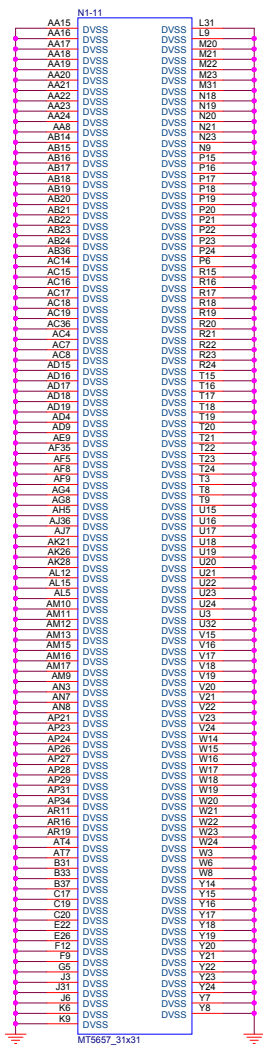 N1-11
AA15 DVSS DVSS L31
AA16 DVSS DVSS L9
AA17 DVSS DVSS M20
AA18 DVSS DVSS M21
AA19 DVSS DVSS M22
AA20 DVSS DVSS M23
AA21 DVSS DVSS M31
AA22 DVSS DVSS N18
AA23 DVSS DVSS N19
AA24 DVSS DVSS N20
AA8 DVSS DVSS N21
AB14 DVSS DVSS N23
AB15 DVSS DVSS N9
AB16 DVSS DVSS P15
AB17 DVSS DVSS P16
AB18 DVSS DVSS P17
AB19 DVSS DVSS P18
AB20 DVSS DVSS P19
AB21 DVSS DVSS P20
AB22 DVSS DVSS P21
AB23 DVSS DVSS P22
AB24 DVSS DVSS P23
AB36 DVSS DVSS P24
AC14 DVSS DVSS P6
AC15 DVSS DVSS R15
AC16 DVSS DVSS R16
AC17 DVSS DVSS R17
AC18 DVSS DVSS R18
AC19 DVSS DVSS R19
AC36 DVSS DVSS R20
AC4 DVSS DVSS R21
AC7 DVSS DVSS R22
AC8 DVSS DVSS R23
AD15 DVSS DVSS R24
AD16 DVSS DVSS T15
AD17 DVSS DVSS T16
AD18 DVSS DVSS T17
AD19 DVSS DVSS T18
AD4 DVSS DVSS T19
AD9 DVSS DVSS T20
AE9 DVSS DVSS T21
AF35 DVSS DVSS T22
AF5 DVSS DVSS T23
AF8 DVSS DVSS T24
AF9 DVSS DVSS T3
AG4 DVSS DVSS T8
AG8 DVSS DVSS T9
AH5 DVSS DVSS U15
AJ36 DVSS DVSS U16
AJ7 DVSS DVSS U17
AK21 DVSS DVSS U18
AK26 DVSS DVSS U19
AK28 DVSS DVSS U20
AL12 DVSS DVSS U21
AL15 DVSS DVSS U22
AL5 DVSS DVSS U23
AM10 DVSS DVSS U24
AM11 DVSS DVSS U3
AM12 DVSS DVSS U32
AM13 DVSS DVSS V15
AM15 DVSS DVSS V16
AM16 DVSS DVSS V17
AM17 DVSS DVSS V18
AM9 DVSS DVSS V19
AN3 DVSS DVSS V20
AN7 DVSS DVSS V21
AN8 DVSS DVSS V22
AP21 DVSS DVSS V23
AP23 DVSS DVSS V24
AP24 DVSS DVSS W14
AP26 DVSS DVSS W15
AP27 DVSS DVSS W16
AP28 DVSS DVSS W17
AP29 DVSS DVSS W18
AP31 DVSS DVSS W19
AP34 DVSS DVSS W20
AR11 DVSS DVSS W21
AR16 DVSS DVSS W22
AR19 DVSS DVSS W23
AT4 DVSS DVSS W24
AT7 DVSS DVSS W3
B31 DVSS DVSS W6
B33 DVSS DVSS W8
B37 DVSS DVSS Y14
C17 DVSS DVSS Y15
C19 DVSS DVSS Y16
C20 DVSS DVSS Y17
E22 DVSS DVSS Y18
E26 DVSS DVSS Y19
F12 DVSS DVSS Y20
F9 DVSS DVSS Y21
G5 DVSS DVSS Y22
J3 DVSS DVSS Y23
J31 DVSS DVSS Y24
J6 DVSS DVSS Y7
K6 DVSS DVSS Y8
K9 DVSS
MT5657_31x31